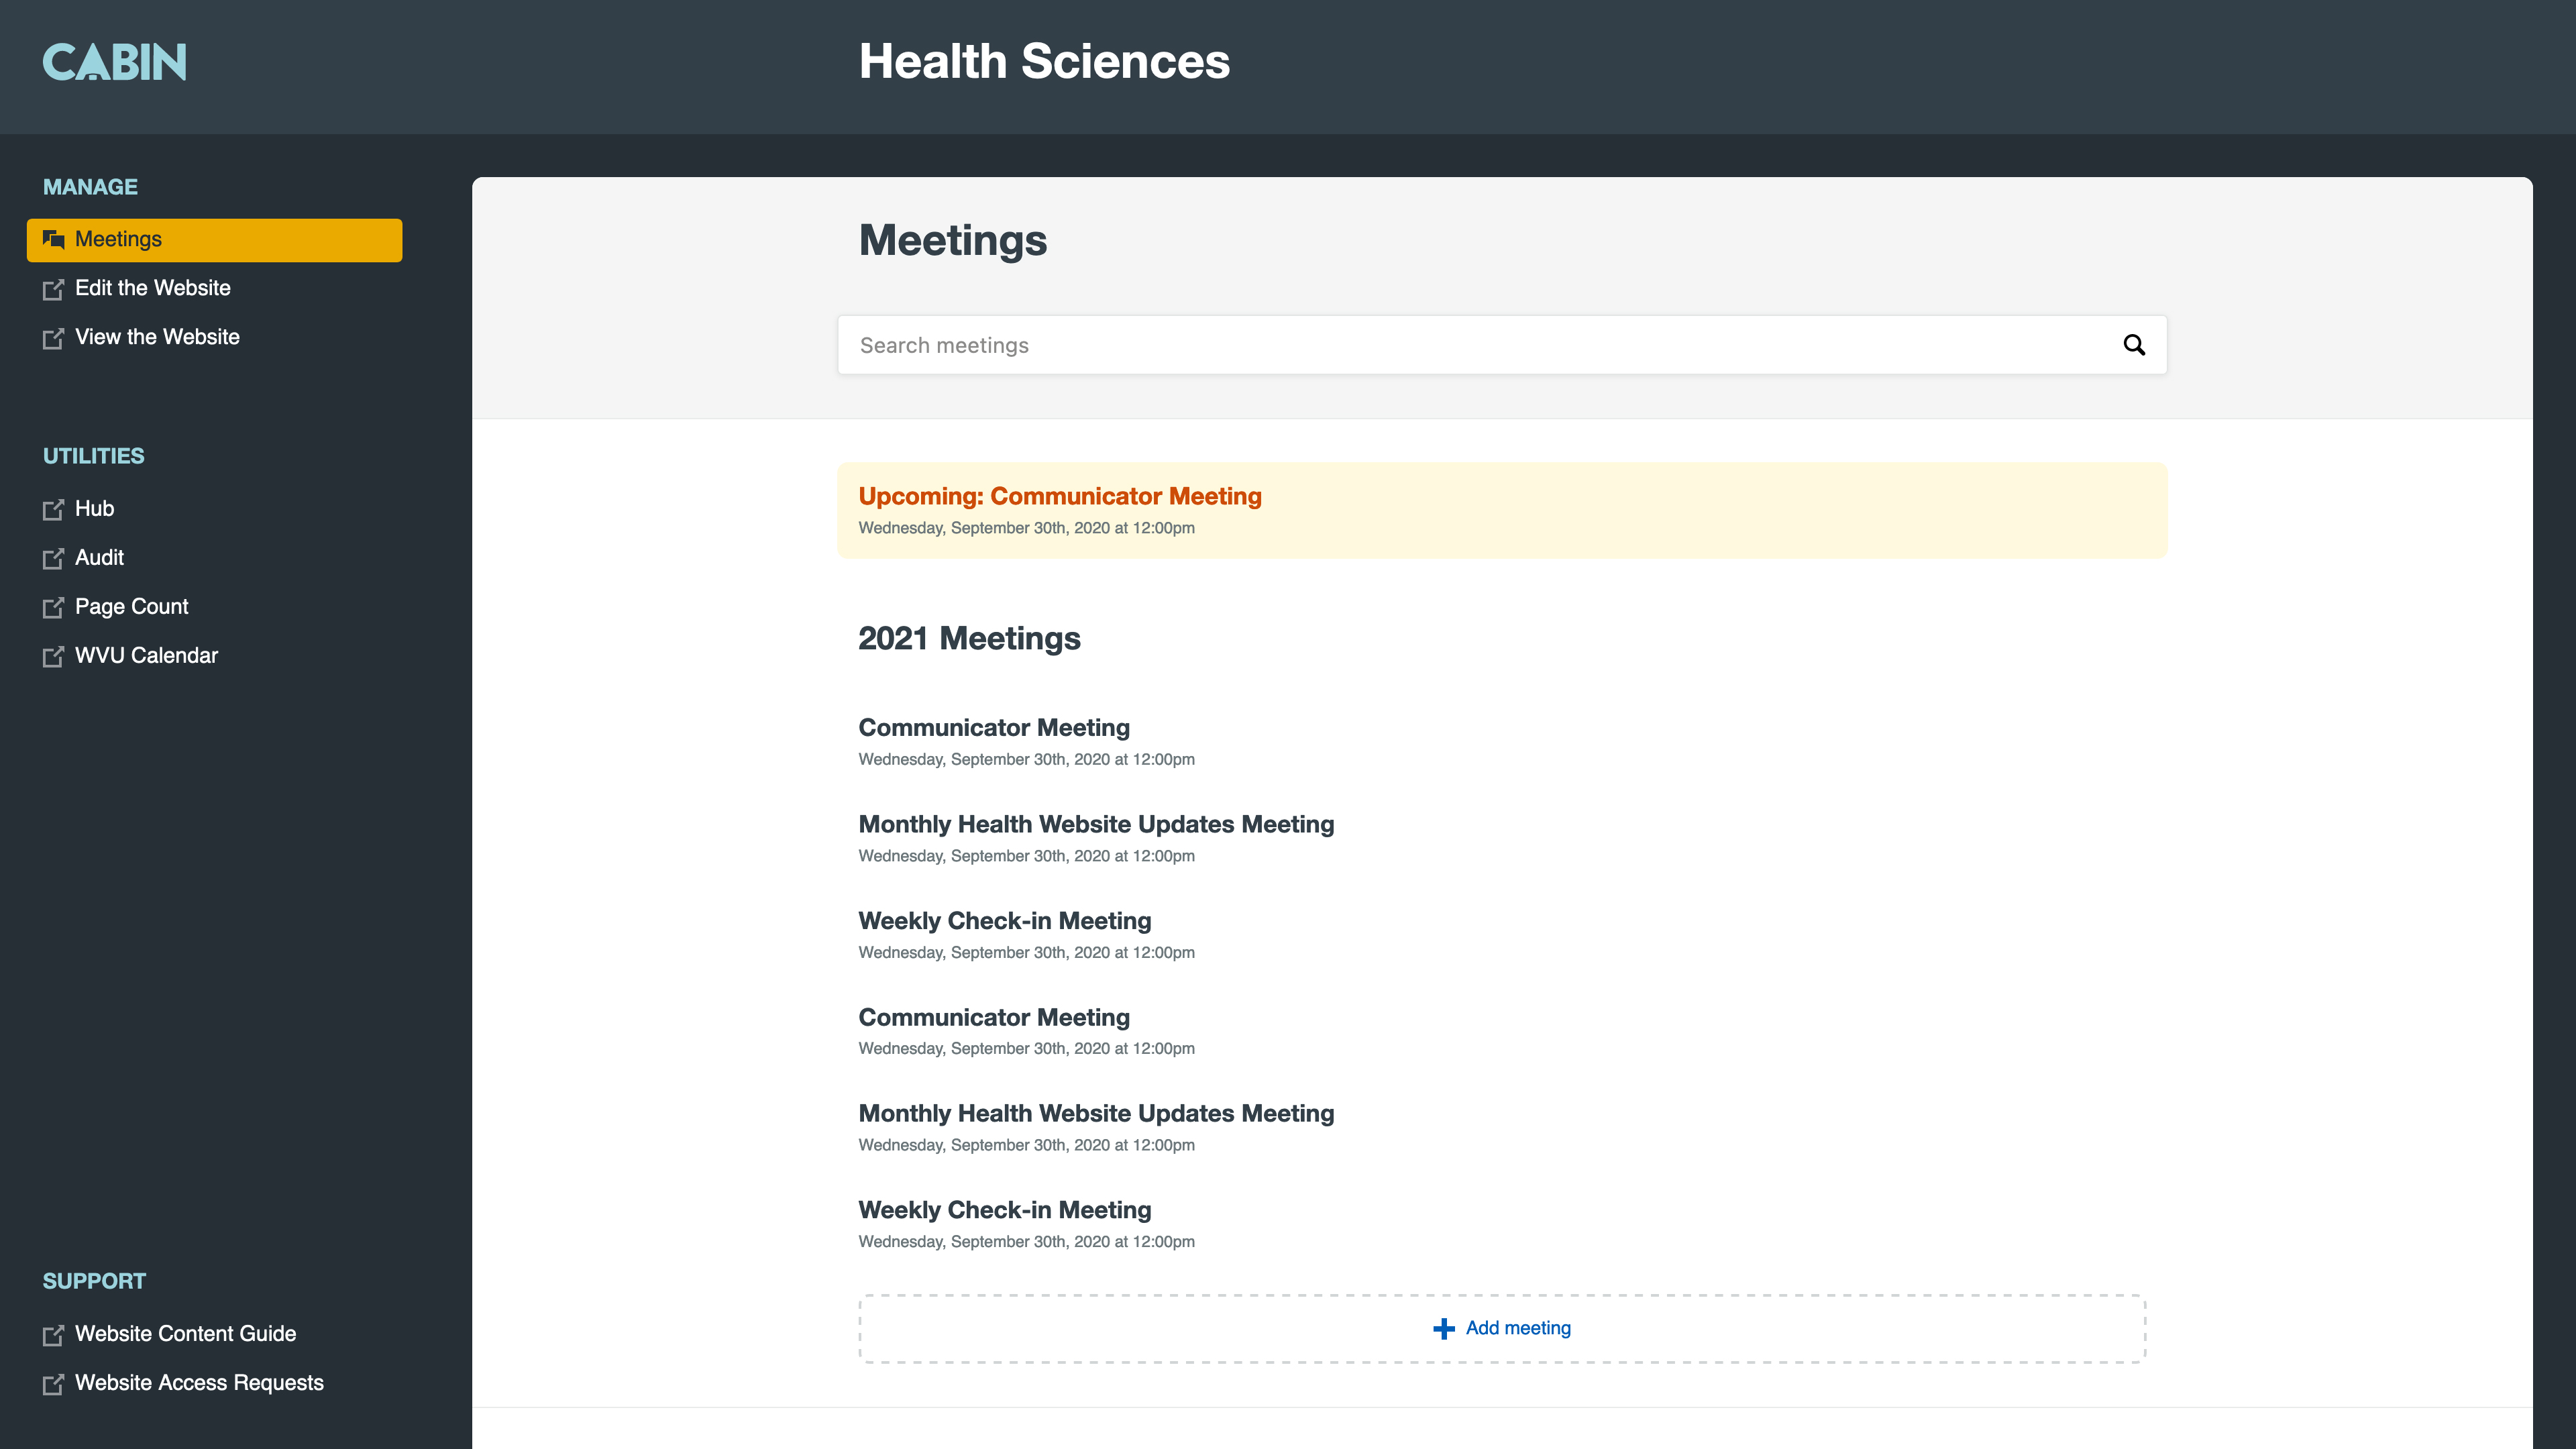 CABIN
Health Sciences
MANAGE
Meetings
Edit the Website
View the Website
UTILITIES
Hub
Audit
Page Count
WVU Calendar
SUPPORT
Website Content Guide
Website Access Requests
Meetings
Search meetings
Upcoming: Communicator Meeting
Wednesday, September 30th, 2020 at 12:00pm
2021 Meetings
Communicator Meeting
Wednesday, September 30th, 2020 at 12:00pm
Monthly Health Website Updates Meeting
Wednesday, September 30th, 2020 at 12:00pm
Weekly Check-in Meeting
Wednesday, September 30th, 2020 at 12:00pm
Communicator Meeting
Wednesday, September 30th, 2020 at 12:00pm
Monthly Health Website Updates Meeting
Wednesday, September 30th, 2020 at 12:00pm
Weekly Check-in Meeting
Wednesday, September 30th, 2020 at 12:00pm
Add meeting